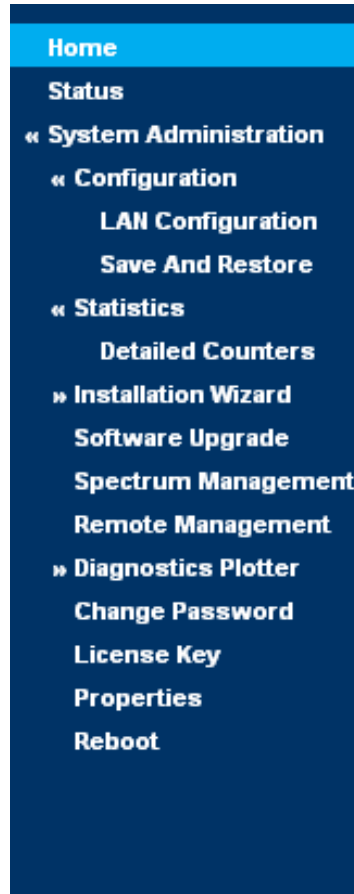 Home
Status
« System Administration
« Configuration
LAN Configuration
Save And Restore
« Statistics
Detailed Counters
» Installation Wizard
Software Upgrade
Spectrum Management
Remote Management
» Diagnostics Plotter
Change Password
License Key
Properties
Reboot